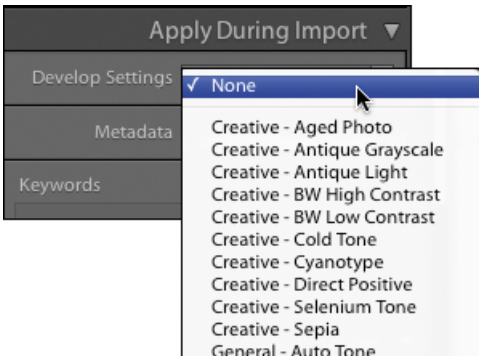 Apply During Import ▼
Develop Settings
✓ None
Metadata
Creative - Aged Photo
Creative - Antique Grayscale
Creative - Antique Light
Keywords
Creative - BW High Contrast
Creative - BW Low Contrast
Creative - Cold Tone
Creative - Cyanotype
Creative - Direct Positive
Creative - Selenium Tone
Creative - Sepia
General - Auto Tone